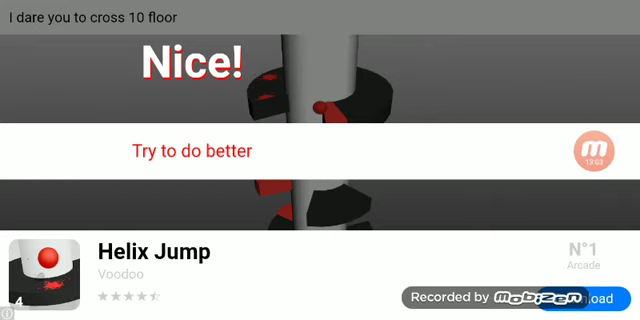 I dare you to cross 10 floor
Nice!
Try to do better
13:03
Helix Jump
Voodoo
N°1
Arcade
4
Recorded by MOBIZEN